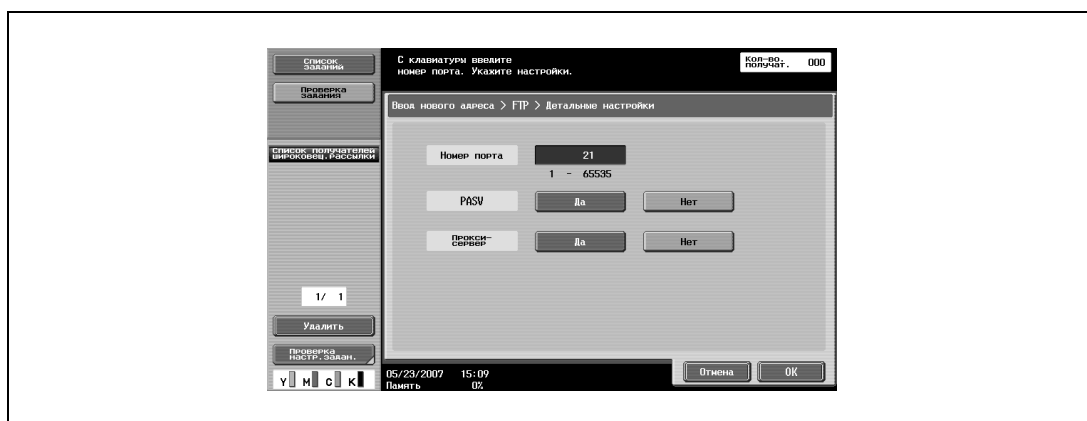 Список
заданий
Проверка
задания
Список получателей
широковещ.рассылки
1/ 1
Удалить
Проверка
настр.задан.
Y M C K
С клавиатуры введите
номер порта. Укажите настройки.
Кол-во.
получат. 000
Ввод нового адреса > FTP > Детальные настройки
Номер порта 21
1 - 65535
PASV Да Нет
Прокси-
сервер Да Нет
05/23/2007 15:09
Память 0%
Отмена OK